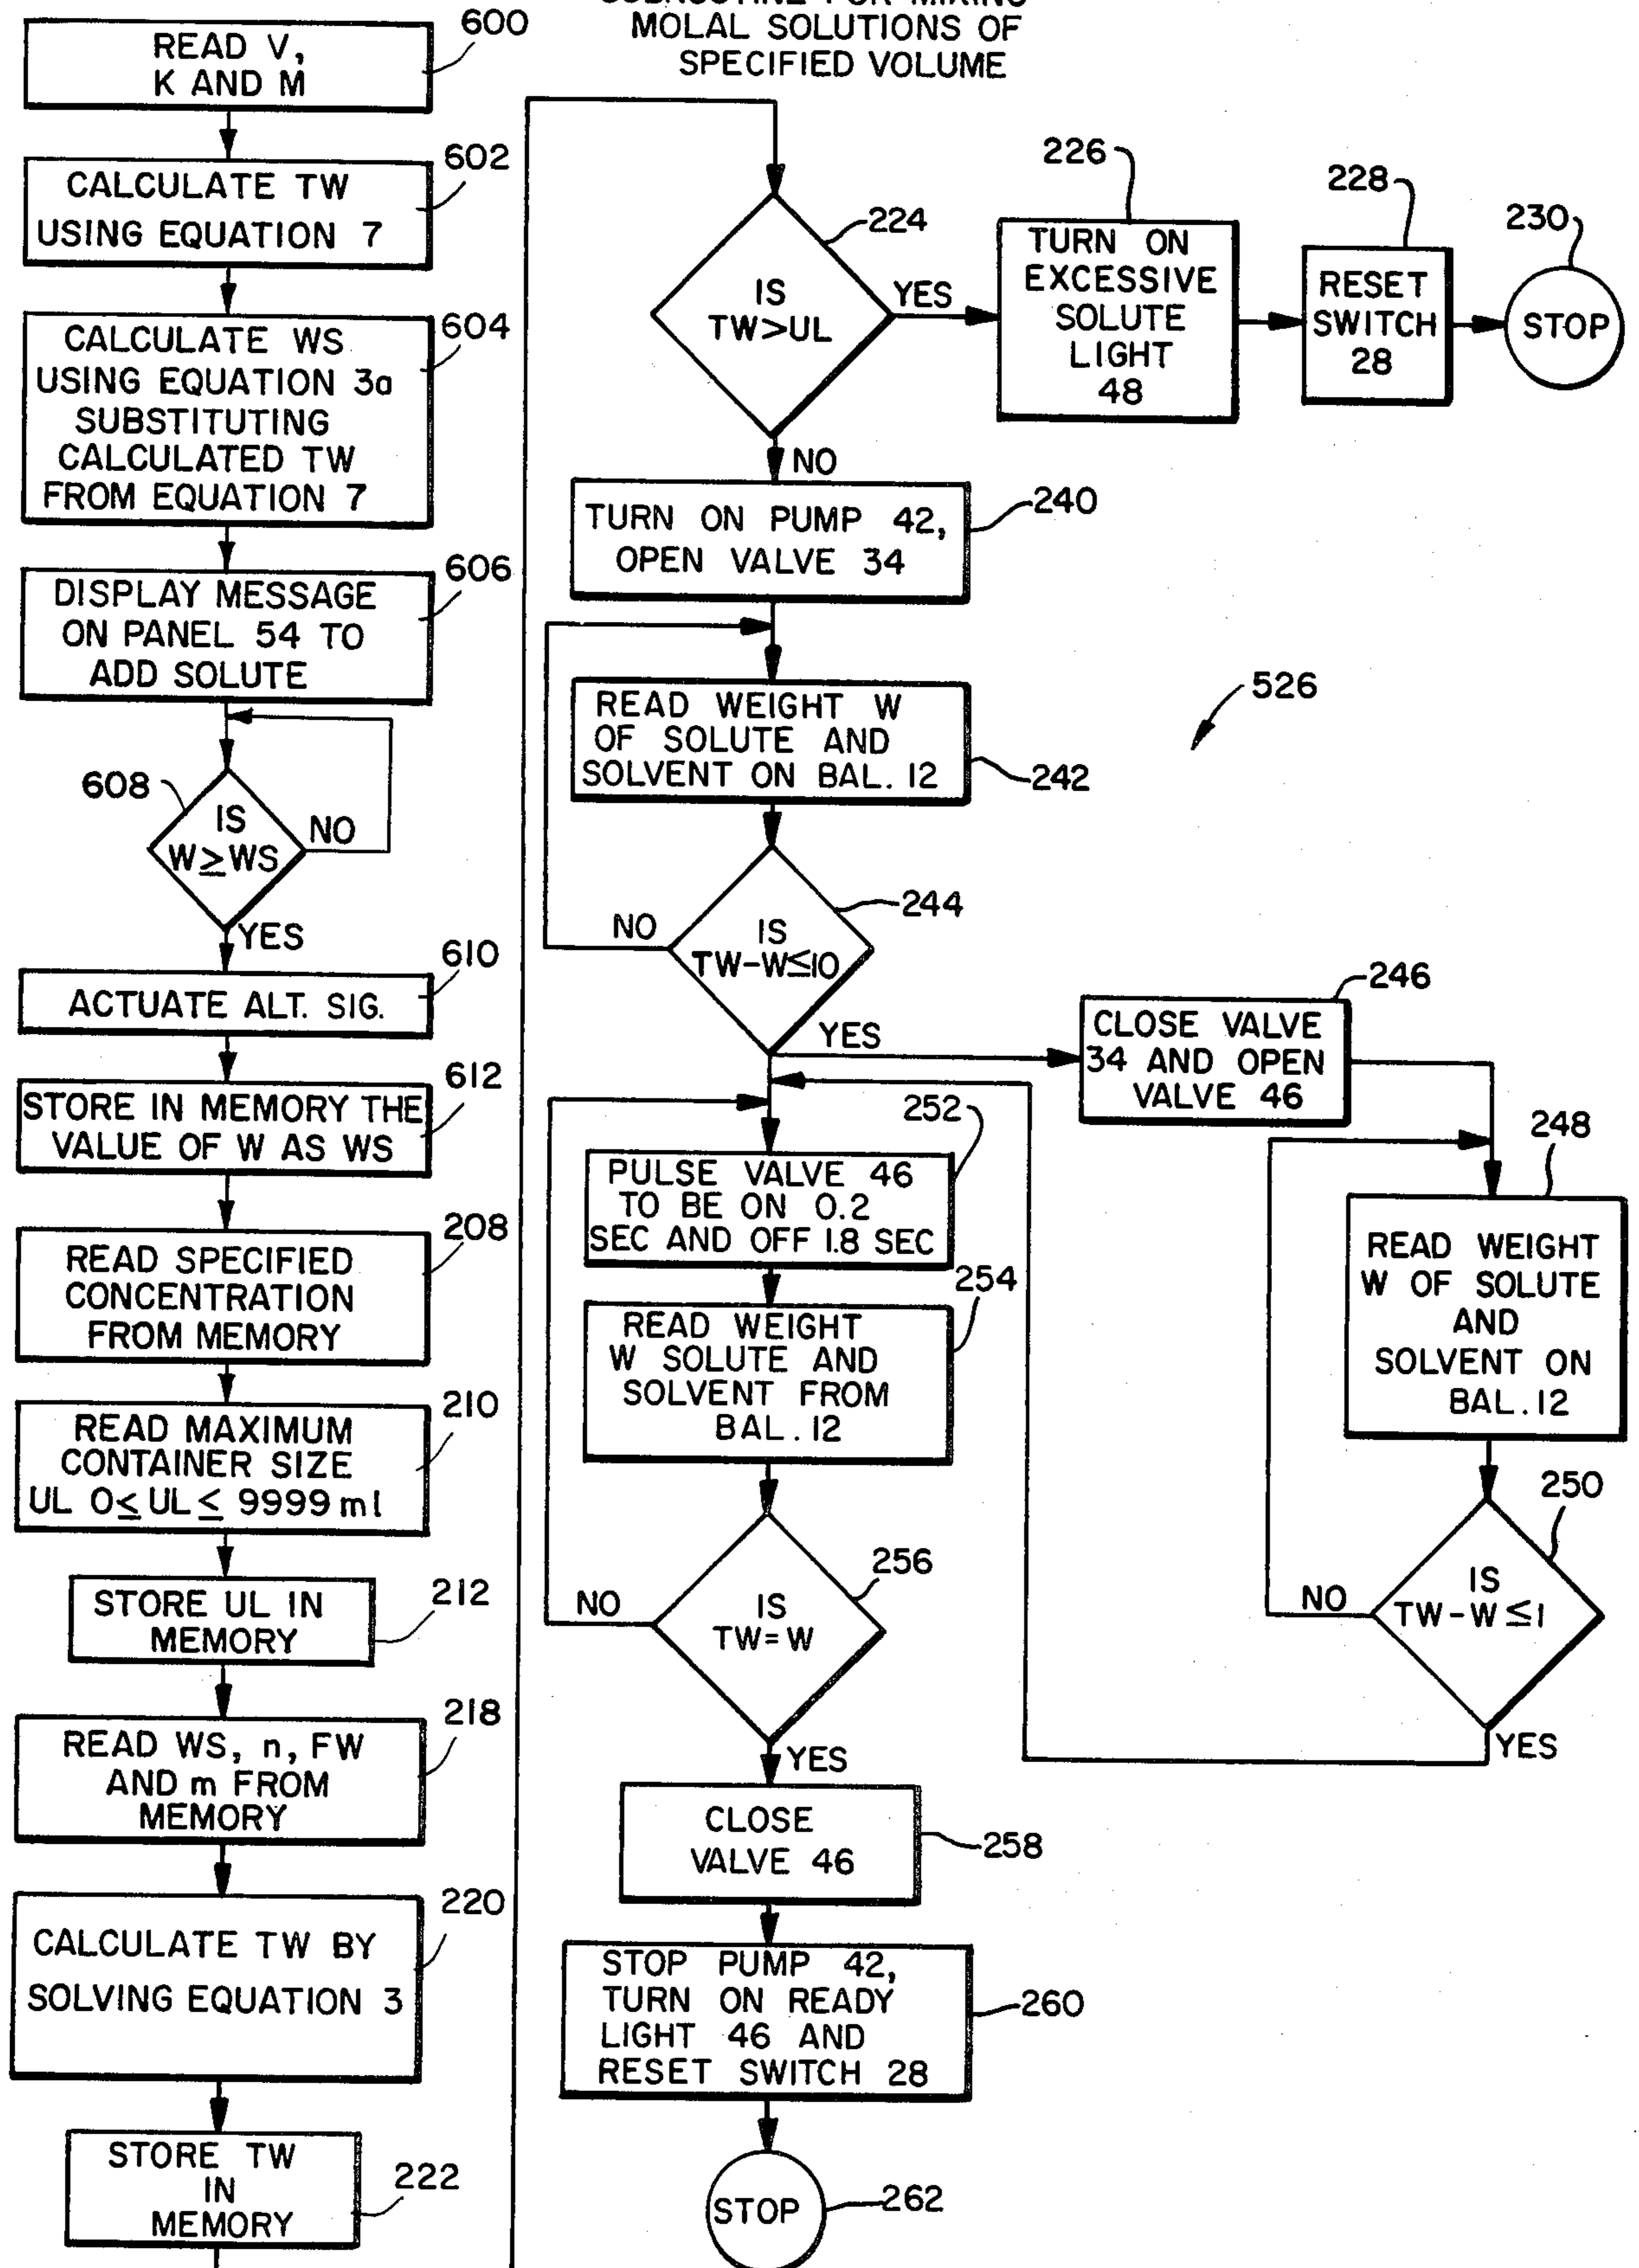 SUBROUTINE FOR MIXING
MOLAL SOLUTIONS OF
SPECIFIED VOLUME
READ V,
K AND M
600
CALCULATE TW
USING EQUATION 7
602
CALCULATE WS
USING EQUATION 3a
SUBSTITUTING
CALCULATED TW
FROM EQUATION 7
604
DISPLAY MESSAGE
ON PANEL 54 TO
ADD SOLUTE
606
608
IS
W≥WS
NO
YES
ACTUATE ALT. SIG.
610
STORE IN MEMORY THE
VALUE OF W AS WS
612
READ SPECIFIED
CONCENTRATION
FROM MEMORY
208
READ MAXIMUM
CONTAINER SIZE
UL 0≤UL≤ 9999 ml
210
STORE UL IN
MEMORY
212
READ WS, n, FW
AND m FROM
MEMORY
218
CALCULATE TW BY
SOLVING EQUATION 3
220
STORE TW
IN
MEMORY
222
IS
TW>UL
224
YES
NO
TURN ON
EXCESSIVE
SOLUTE
LIGHT
48
226
RESET
SWITCH
28
228
STOP
230
TURN ON PUMP 42,
OPEN VALVE 34
240
READ WEIGHT W
OF SOLUTE AND
SOLVENT ON BAL. 12
242
526
IS
TW-W≤10
244
NO
YES
CLOSE VALVE
34 AND OPEN
VALVE 46
246
READ WEIGHT
W OF SOLUTE
AND
SOLVENT ON
BAL. 12
248
IS
TW-W≤1
250
NO
YES
PULSE VALVE 46
TO BE ON 0.2
SEC AND OFF 1.8 SEC
252
READ WEIGHT
W SOLUTE AND
SOLVENT FROM
BAL. 12
254
IS
TW=W
256
NO
YES
CLOSE
VALVE 46
258
STOP PUMP 42,
TURN ON READY
LIGHT 46 AND
RESET SWITCH 28
260
STOP
262